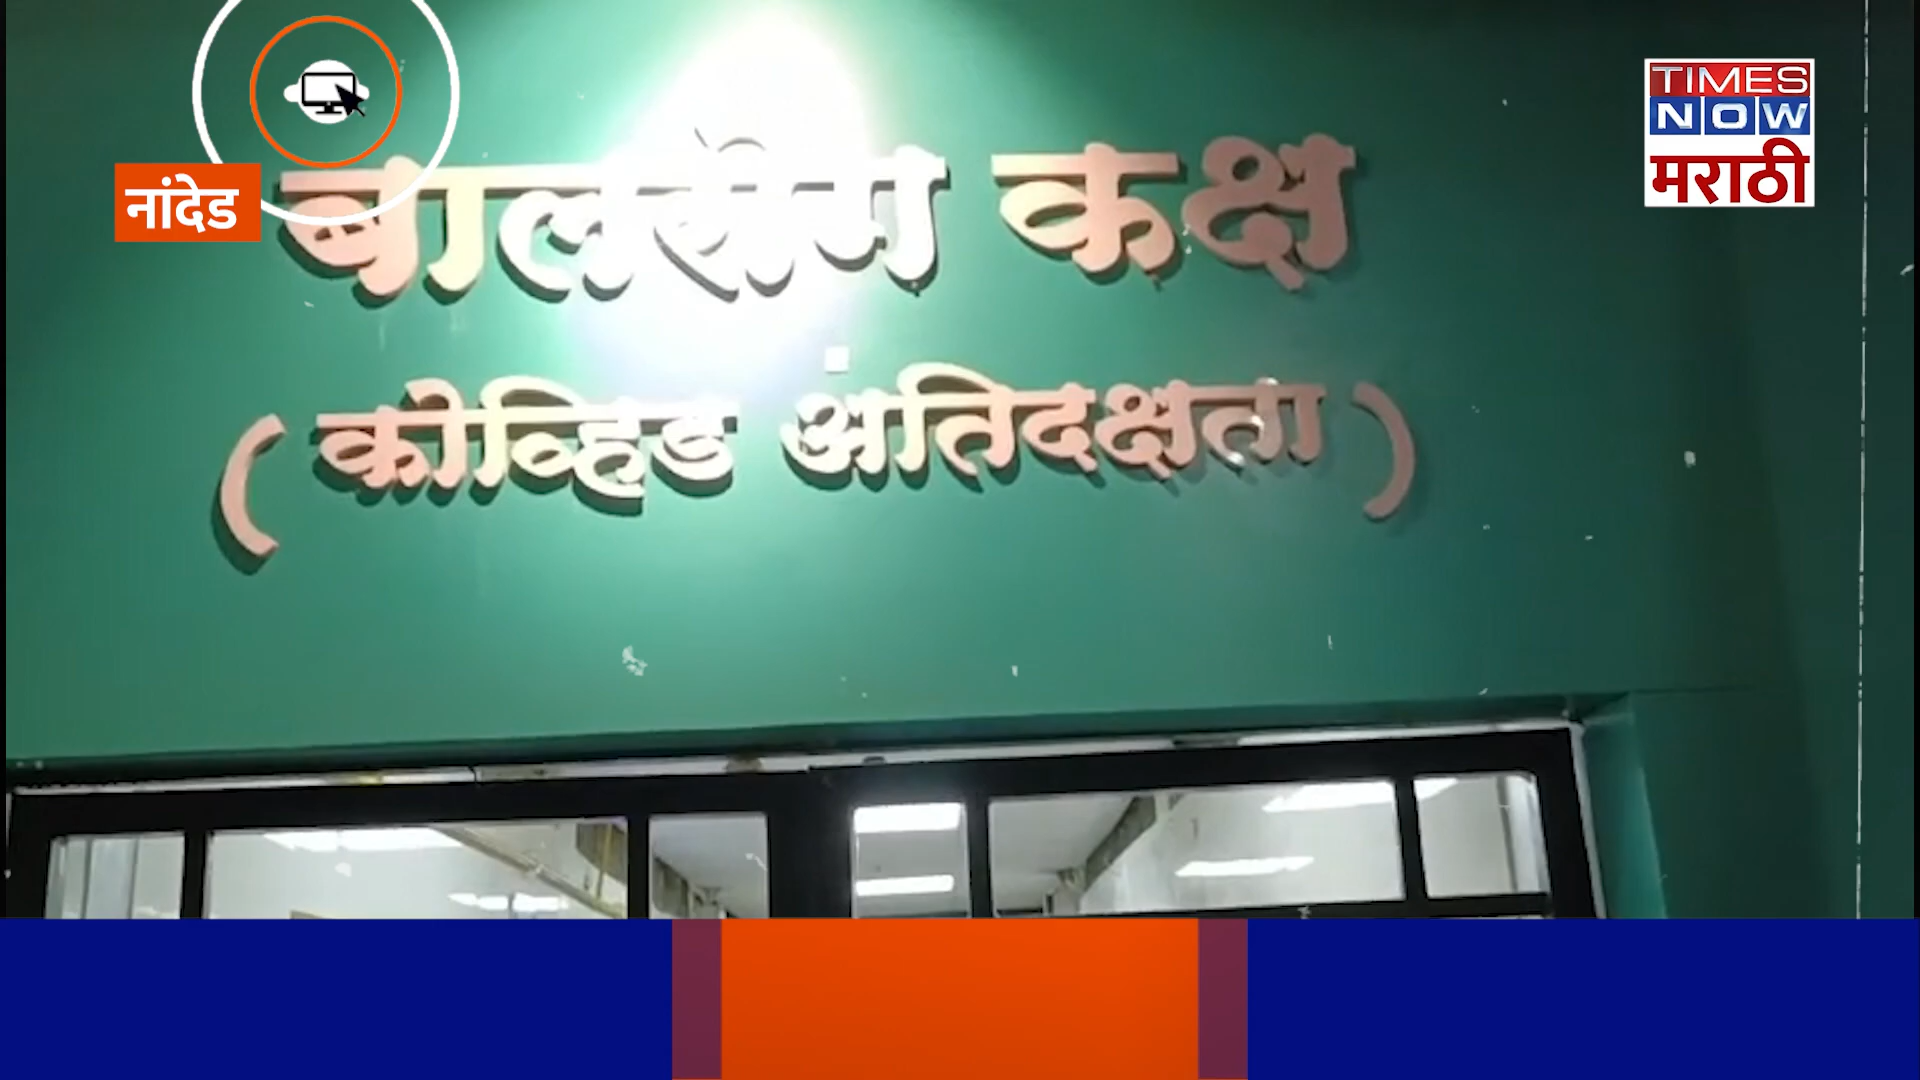 TIMES
NOW
मराठी
नांदेड
बालरोग कक्ष
( कोव्हिड अतिदक्षता )